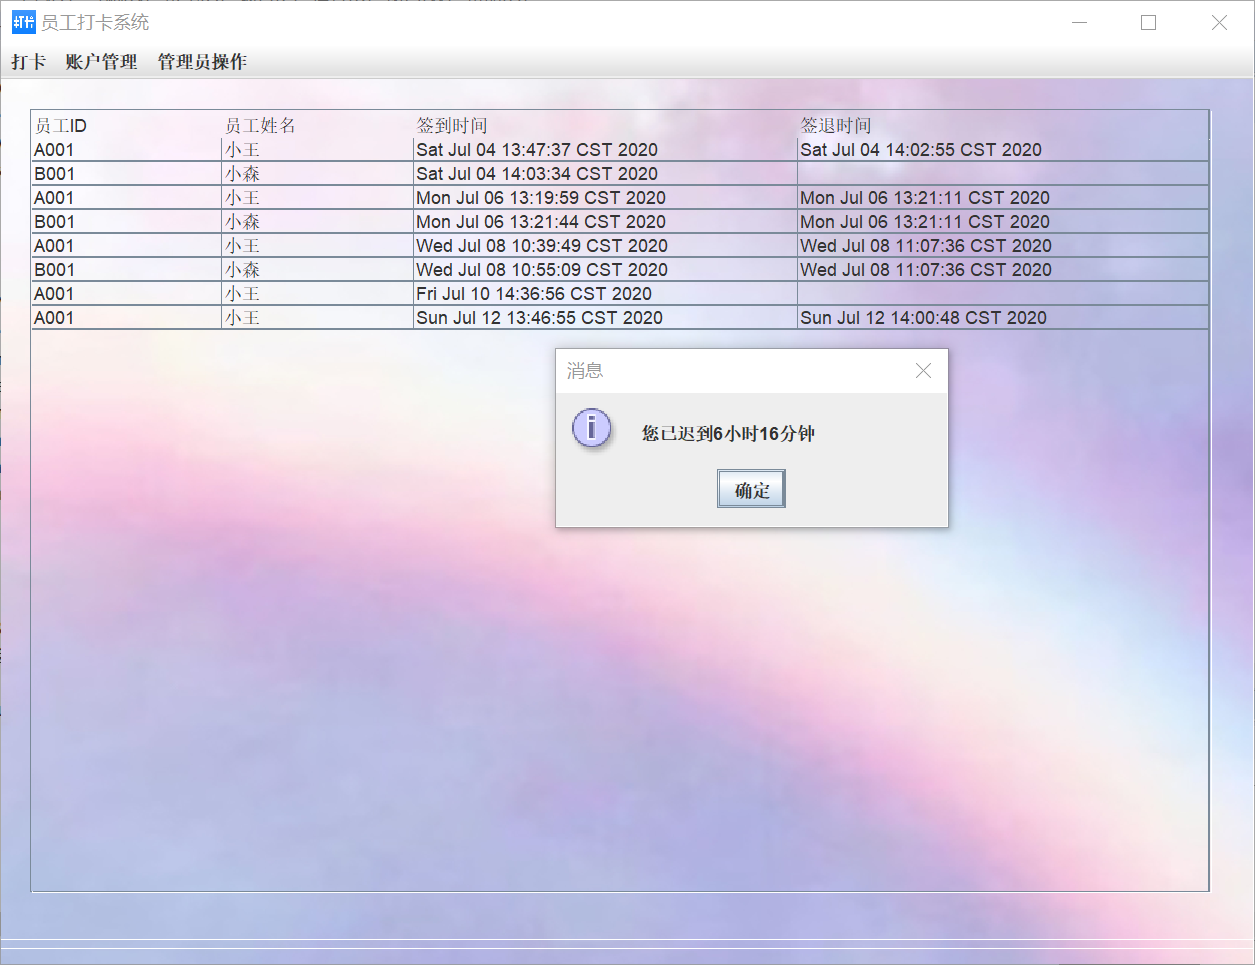 打卡 员工打卡系统
打卡 账户管理 管理员操作
员工ID 员工姓名 签到时间 签退时间
A001 小王 Sat Jul 04 13:47:37 CST 2020 Sat Jul 04 14:02:55 CST 2020
B001 小森 Sat Jul 04 14:03:34 CST 2020
A001 小王 Mon Jul 06 13:19:59 CST 2020 Mon Jul 06 13:21:11 CST 2020
B001 小森 Mon Jul 06 13:21:44 CST 2020 Mon Jul 06 13:21:11 CST 2020
A001 小王 Wed Jul 08 10:39:49 CST 2020 Wed Jul 08 11:07:36 CST 2020
B001 小森 Wed Jul 08 10:55:09 CST 2020 Wed Jul 08 11:07:36 CST 2020
A001 小王 Fri Jul 10 14:36:56 CST 2020
A001 小王 Sun Jul 12 13:46:55 CST 2020 Sun Jul 12 14:00:48 CST 2020
消息
您已迟到6小时16分钟
确定